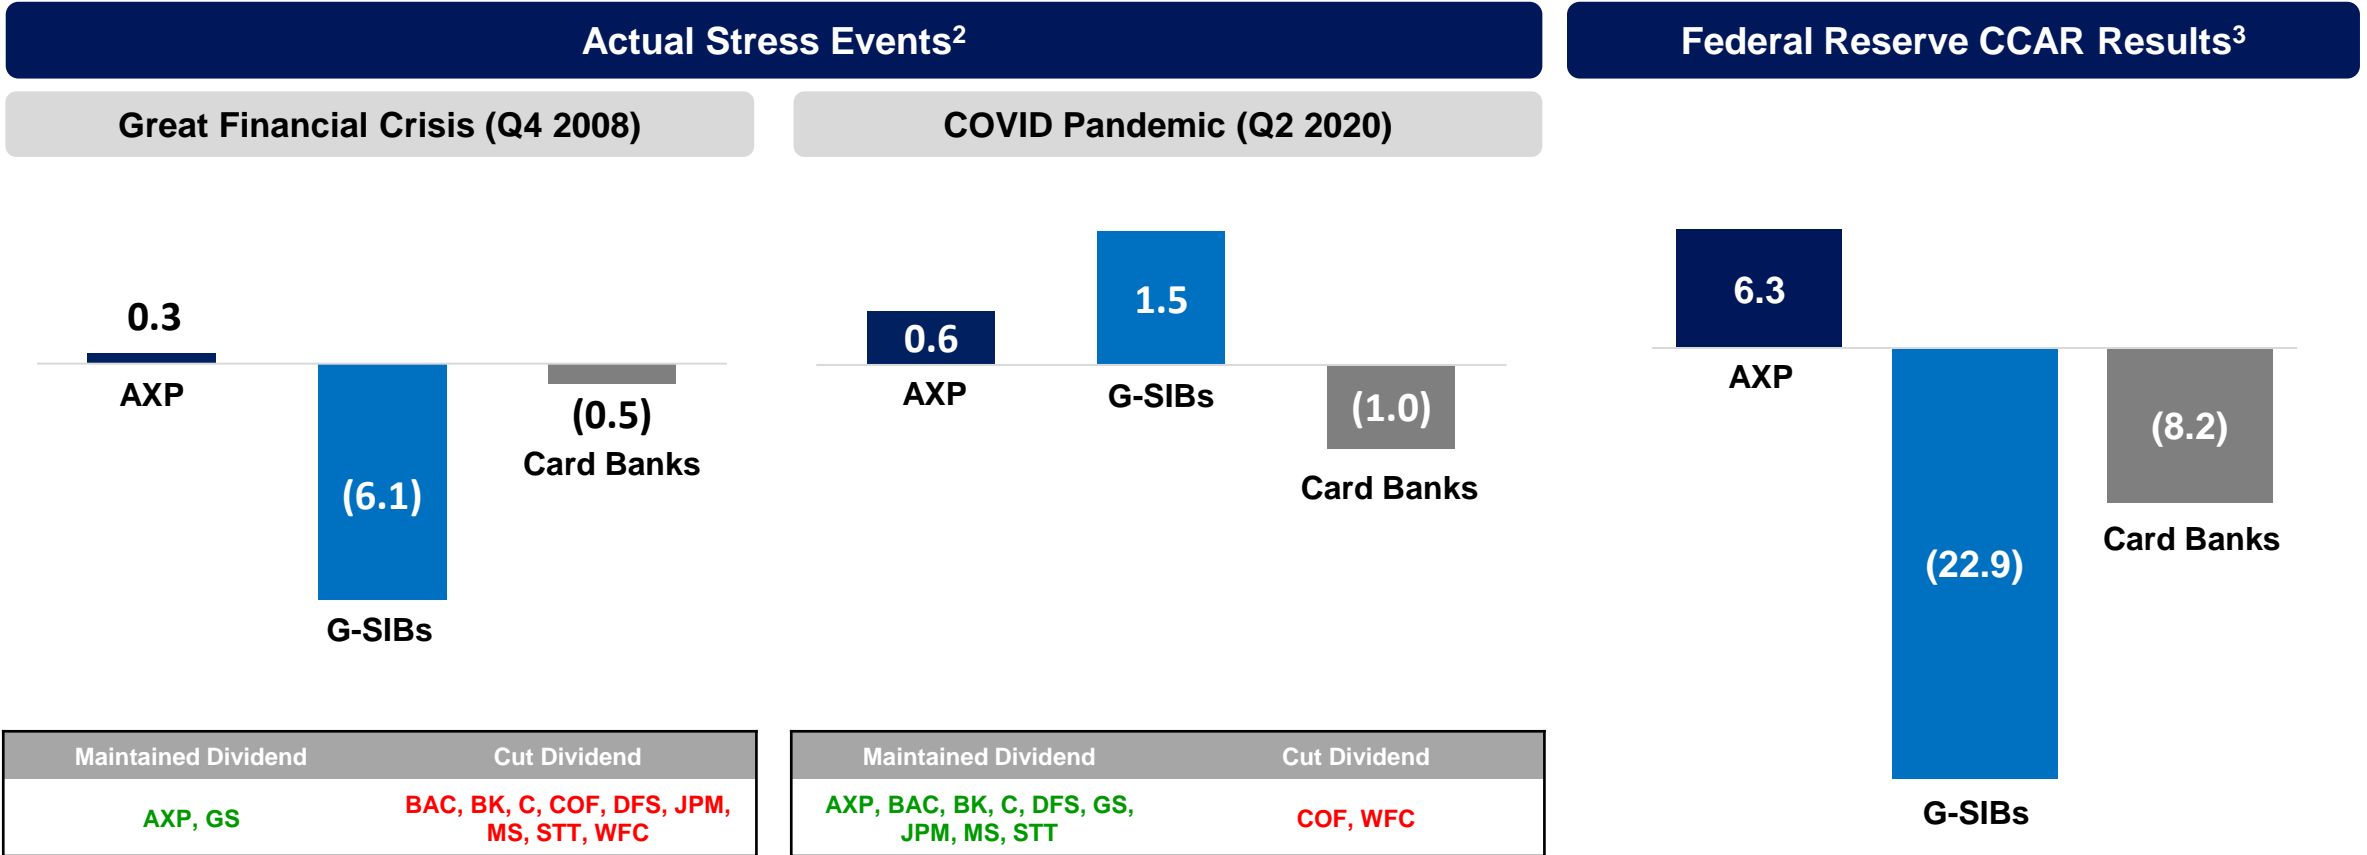 Actual Stress Events²
Federal Reserve CCAR Results³
Great Financial Crisis (Q4 2008)
COVID Pandemic (Q2 2020)
0.3
AXP
(6.1)
G-SIBs
(0.5)
Card Banks
0.6
AXP
1.5
G-SIBs
(1.0)
Card Banks
6.3
AXP
(22.9)
G-SIBs
(8.2)
Card Banks
Maintained Dividend
Cut Dividend
AXP, GS
BAC, BK, C, COF, DFS, JPM,
MS, STT, WFC
Maintained Dividend
Cut Dividend
AXP, BAC, BK, C, DFS, GS,
JPM, MS, STT
COF, WFC